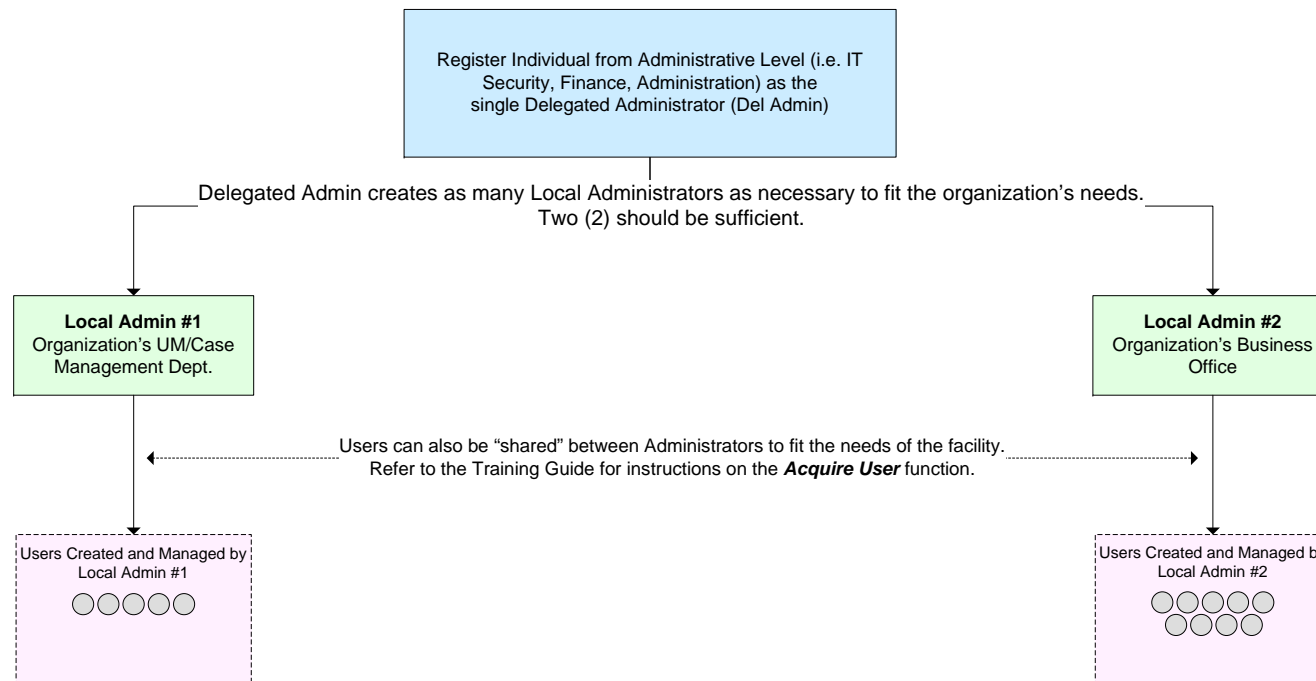 Register Individual from Administrative Level (i.e. IT
Security, Finance, Administration) as the
single Delegated Administrator (Del Admin)
Delegated Admin creates as many Local Administrators as necessary to fit the organization’s needs.
Two (2) should be sufficient.
Local Admin #1
Organization’s UM/Case
Management Dept.
Local Admin #2
Organization’s Business
Office
Users can also be “shared” between Administrators to fit the needs of the facility.
Refer to the Training Guide for instructions on the Acquire User function.
Users Created and Managed by
Local Admin #1
Users Created and Managed b
Local Admin #2